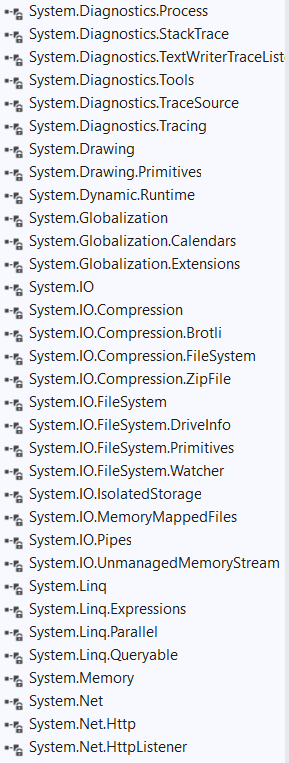 System.Diagnostics.Process
System.Diagnostics.StackTrace
System.Diagnostics.TextWriterTraceList
System.Diagnostics.Tools
System.Diagnostics.TraceSource
System.Diagnostics.Tracing
System.Drawing
System.Drawing.Primitives
System.Dynamic.Runtime
System.Globalization
System.Globalization.Calendars
System.Globalization.Extensions
System.IO
System.IO.Compression
System.IO.Compression.Brotli
System.IO.Compression.FileSystem
System.IO.Compression.ZipFile
System.IO.FileSystem
System.IO.FileSystem.DriveInfo
System.IO.FileSystem.Primitives
System.IO.FileSystem.Watcher
System.IO.IsolatedStorage
System.IO.MemoryMappedFiles
System.IO.Pipes
System.IO.UnmanagedMemoryStream
System.Linq
System.Linq.Expressions
System.Linq.Parallel
System.Linq.Queryable
System.Memory
System.Net
System.Net.Http
System.Net.HttpListener